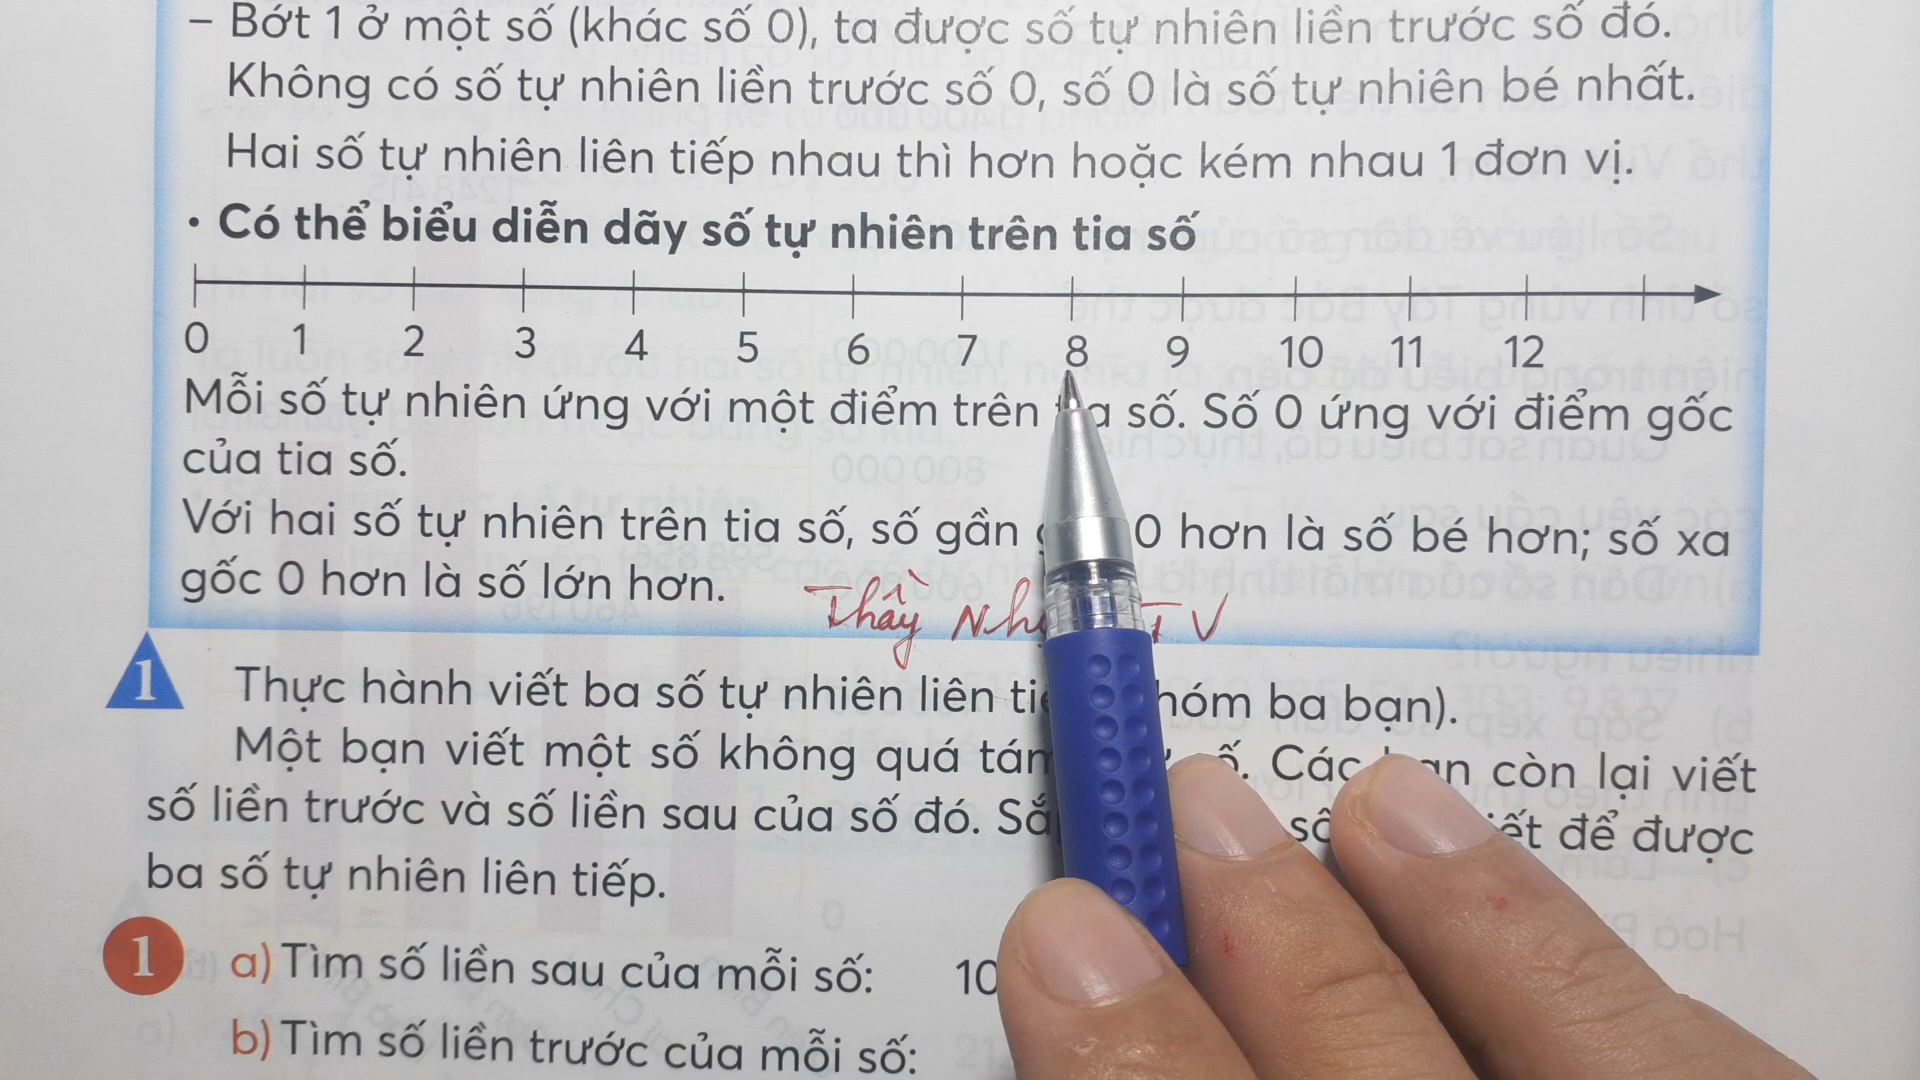 – Bớt 1 ở một số (khác số 0), ta được số tự nhiên liền trước số đó.
Không có số tự nhiên liền trước số 0, số 0 là số tự nhiên bé nhất.
Hai số tự nhiên liên tiếp nhau thì hơn hoặc kém nhau 1 đơn vị.
• Có thể biểu diễn dãy số tự nhiên trên tia số
0 1 2 3 4 5 6 7 8 9 10 11 12
Mỗi số tự nhiên ứng với một điểm trên số. Số 0 ứng với điểm gốc
của tia số.
Với hai số tự nhiên trên tia số, số gần 0 hơn là số bé hơn; số xa
gốc 0 hơn là số lớn hơn.
Thầy TV
1 Thực hành viết ba số tự nhiên liên ba bạn).
Một bạn viết một số không quá Các còn lại viết
số liền trước và số liền sau của số đó. để được
ba số tự nhiên liên tiếp.
1 a) Tìm số liền sau của mỗi số:
b) Tìm số liền trước của mỗi số: